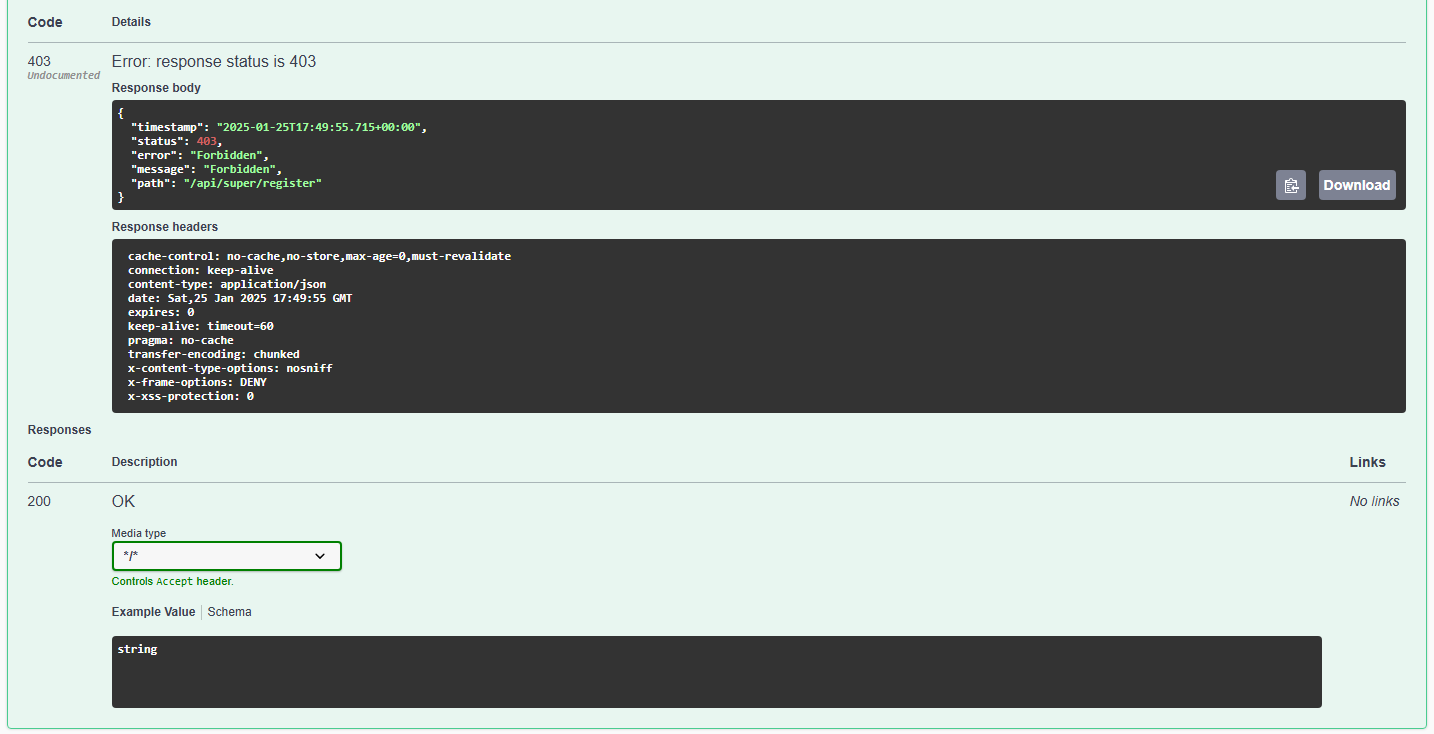 Code Details
403 Error: response status is 403
Undocumented
Response body
{
  "timestamp": "2025-01-25T17:49:55.715+00:00",
  "status": 403,
  "error": "Forbidden",
  "message": "Forbidden",
  "path": "/api/super/register"
}
Download
Response headers
cache-control: no-cache,no-store,max-age=0,must-revalidate
connection: keep-alive
content-type: application/json
date: Sat,25 Jan 2025 17:49:55 GMT
expires: 0
keep-alive: timeout=60
pragma: no-cache
transfer-encoding: chunked
x-content-type-options: nosniff
x-frame-options: DENY
x-xss-protection: 0
Responses
Code Description Links
200 OK No links
Media type
*/*
Controls Accept header.
Example Value Schema
string